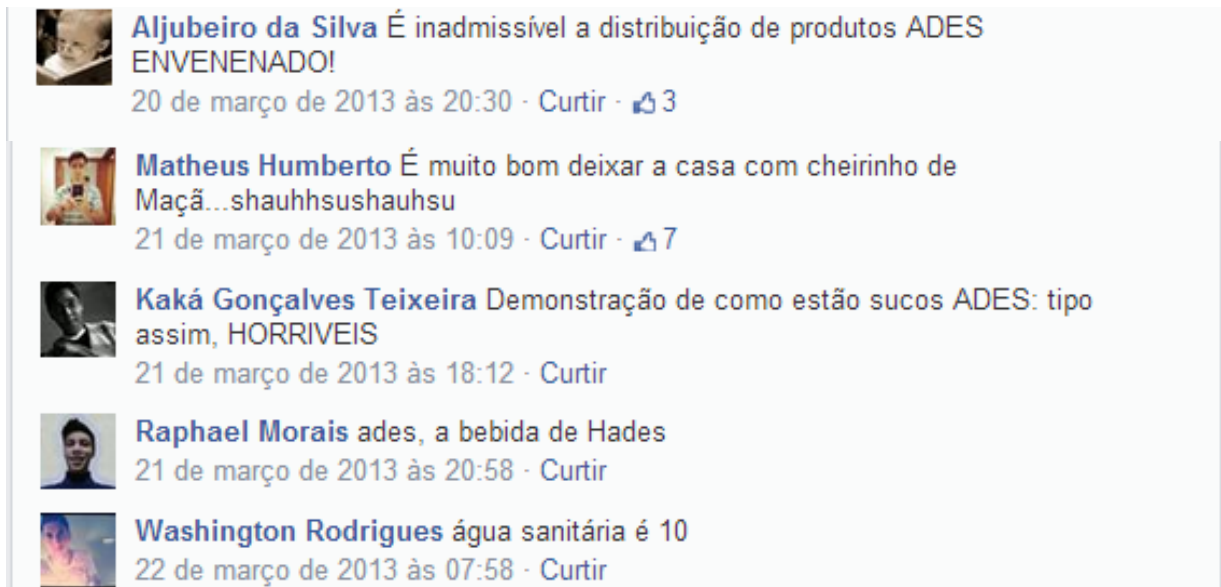 Aljubeiro da Silva É inadmissível a distribuição de produtos ADES
ENVENENADO!
20 de março de 2013 às 20:30 · Curtir · 3
Matheus Humberto É muito bom deixar a casa com cheirinho de
Maçã...shauhhsushauhsu
21 de março de 2013 às 10:09 · Curtir · 7
Kaká Gonçalves Teixeira Demonstração de como estão sucos ADES: tipo
assim, HORRIVEIS
21 de março de 2013 às 18:12 · Curtir
Raphael Morais ades, a bebida de Hades
21 de março de 2013 às 20:58 · Curtir
Washington Rodrigues água sanitária é 10
22 de março de 2013 às 07:58 · Curtir